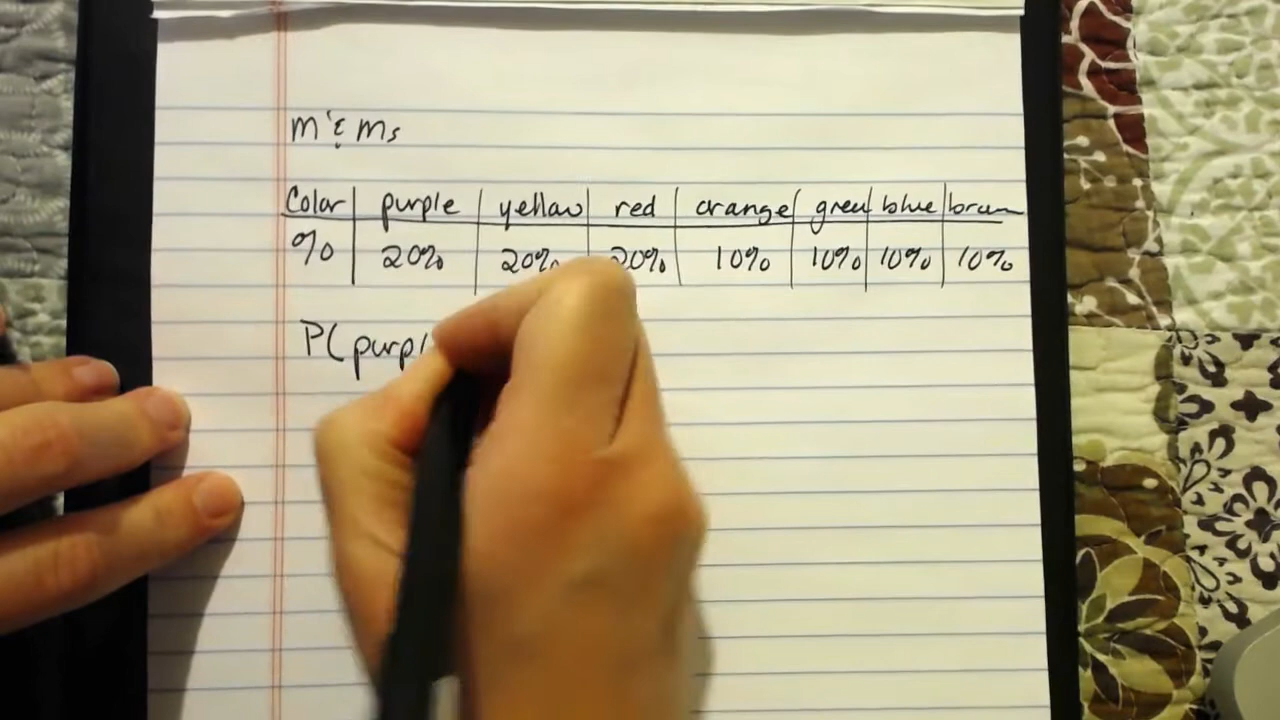 M'&Ms
Color purple yellow red orange green blue brown
% 20% 20% 20% 10% 10% 10% 10%
P(purpl